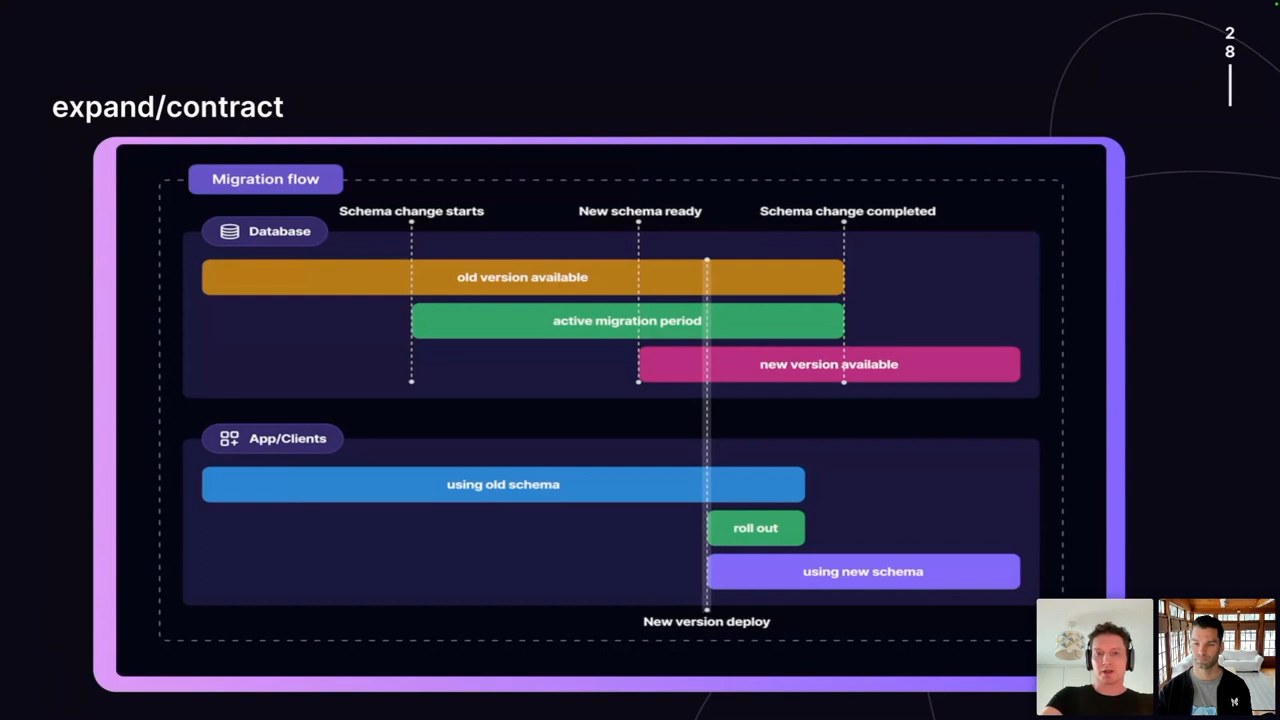 2
8
expand/contract
Migration flow
Schema change starts
New schema ready
Schema change completed
Database
old version available
active migration period
new version available
App/Clients
using old schema
roll out
using new schema
New version deploy